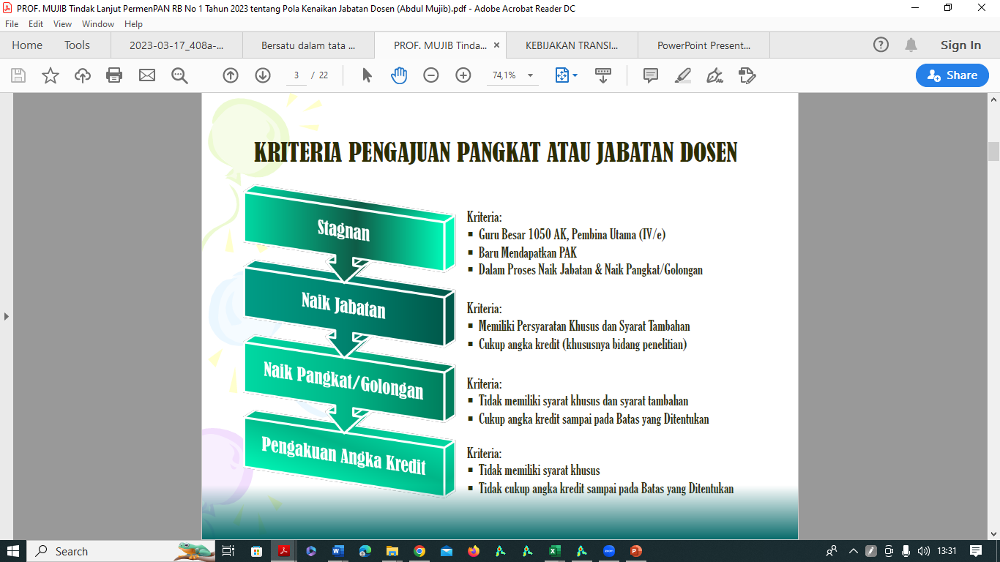 PROF. MUJIB Tindak Lanjut PermenPAN RB No 1 Tahun 2023 tentang Pola Kenaikan Jabatan Dosen (Abdul Mujib).pdf - Adobe Acrobat Reader DC
File Edit View Window Help
Home Tools 2023-03-17_408a-... Bersatu dalam tata ... PROF. MUJIB Tinda... × KEBIJAKAN TRANSI... PowerPoint Present... Sign In
3 / 22 74,1% Share
KRITERIA PENGAJUAN PANGKAT ATAU JABATAN DOSEN
Stagnan
Kriteria:
▪ Guru Besar 1050 AK, Pembina Utama (IV/e)
▪ Baru Mendapatkan PAK
▪ Dalam Proses Naik Jabatan & Naik Pangkat/Golongan
Naik Jabatan
Kriteria:
▪ Memiliki Persyaratan Khusus dan Syarat Tambahan
▪ Cukup angka kredit (khususnya bidang penelitian)
Naik Pangkat/Golongan
Kriteria:
▪ Tidak memiliki syarat khusus dan syarat tambahan
▪ Cukup angka kredit sampai pada Batas yang Ditentukan
Pengakuan Angka Kredit
Kriteria:
▪ Tidak memiliki syarat khusus
▪ Tidak cukup angka kredit sampai pada Batas yang Ditentukan
Search 13:31